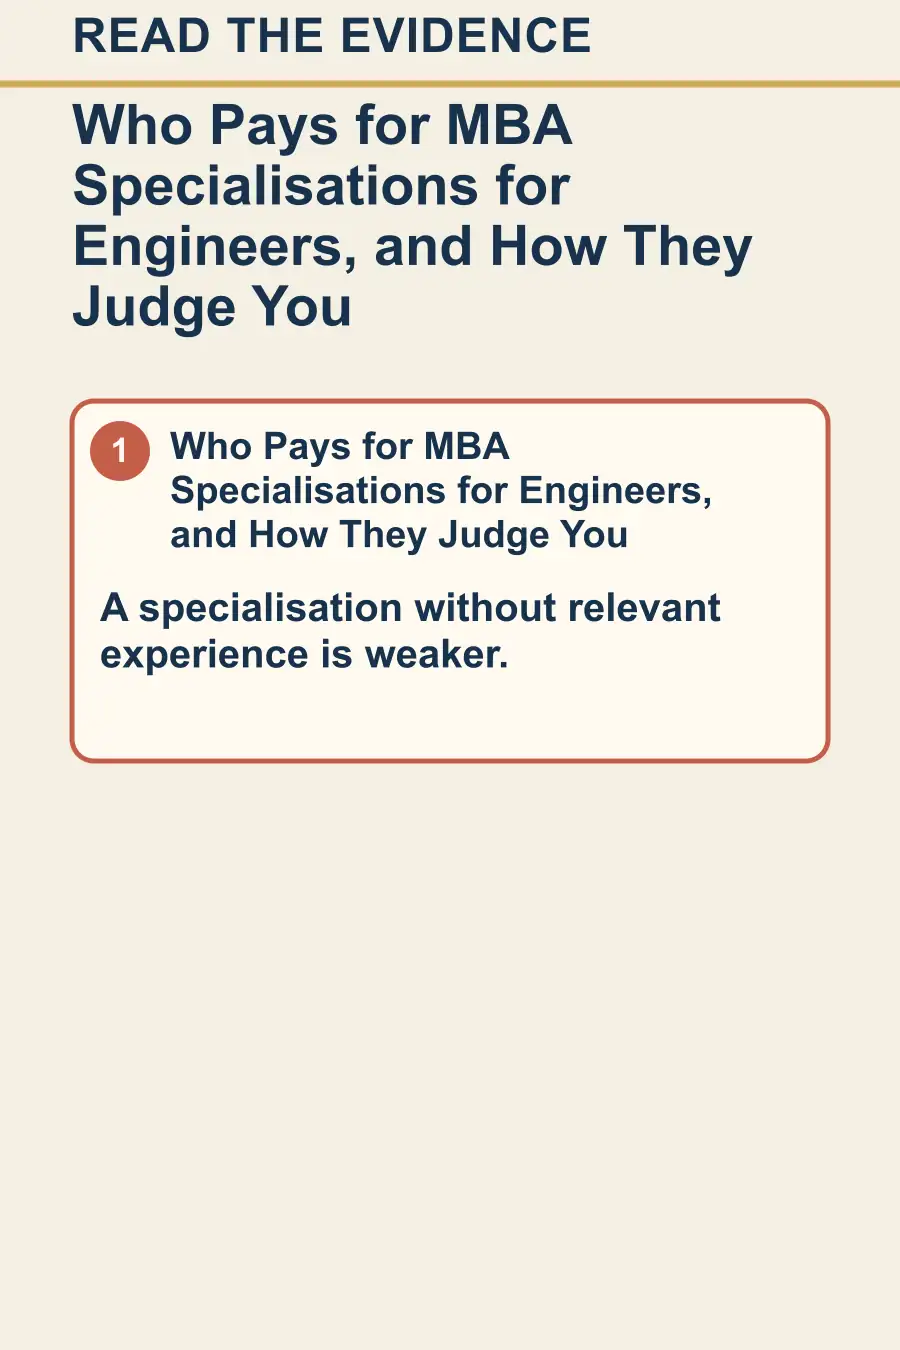 READ THE EVIDENCE
Who Pays for MBA
Specialisations for
Engineers, and How They
Judge You
1
Who Pays for MBA
Specialisations for Engineers,
and How They Judge You
A specialisation without relevant
experience is weaker.